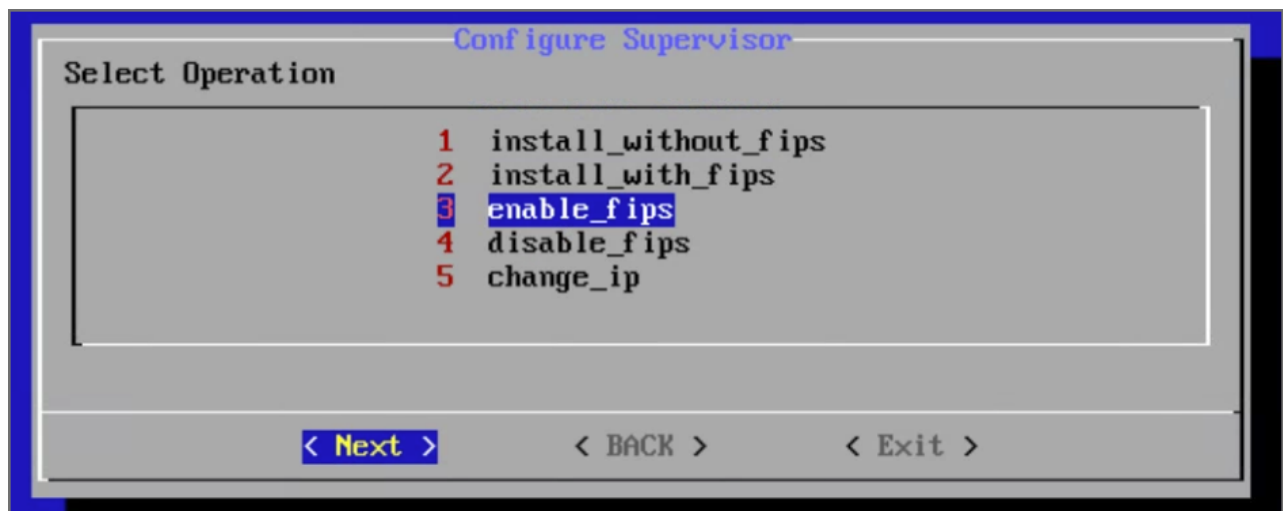 Configure Supervisor
Select Operation
1 install_without_fips
2 install_with_fips
3 enable_fips
4 disable_fips
5 change_ip
< Next > < BACK > < Exit >